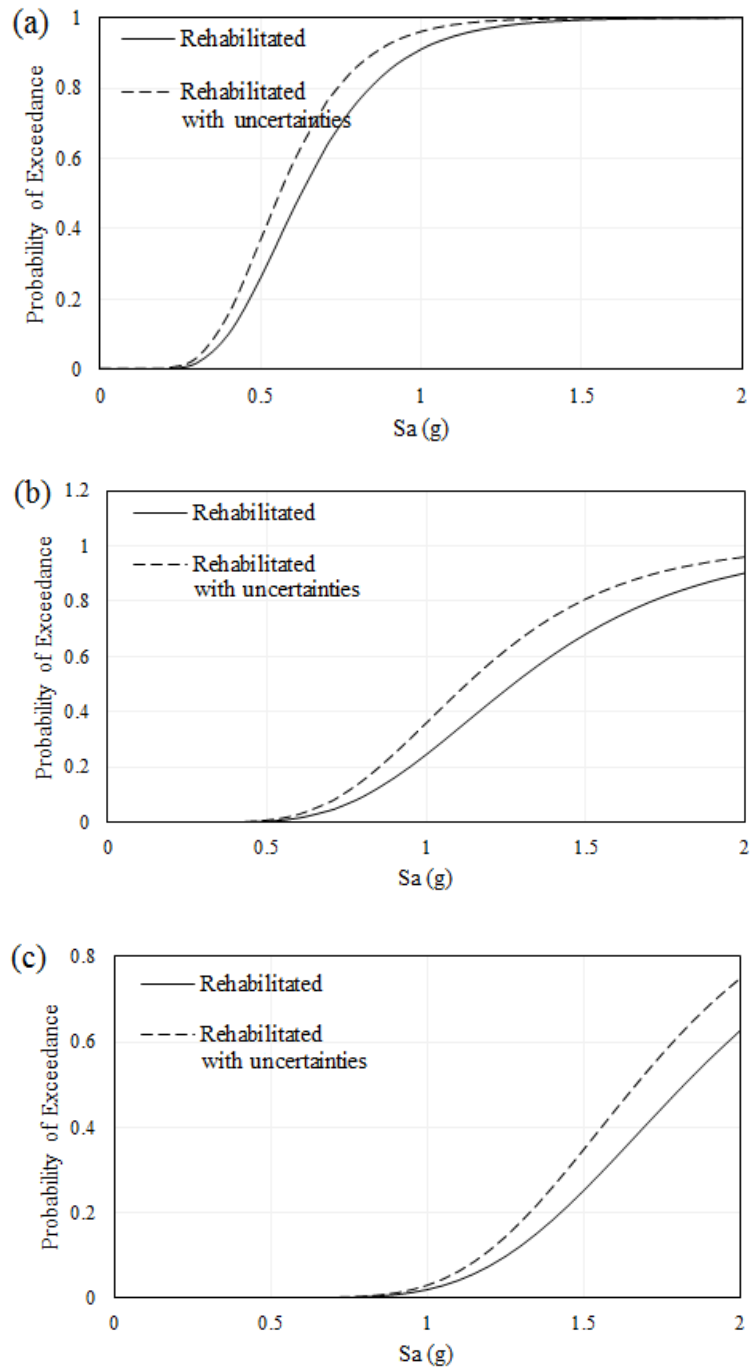 (a)
1
Rehabilitated
0.8
Rehabilitated
with uncertainties
0.6
0.4
0.2
0
Probability of Exceedance
0
0.5
1
1.5
2
Sa (g)
(b)
1.2
Rehabilitated
1
Rehabilitated
with uncertainties
0.8
0.6
0.4
0.2
0
Probability of Exceedance
0
0.5
1
1.5
2
Sa (g)
(c)
0.8
Rehabilitated
Rehabilitated
with uncertainties
0.6
0.4
0.2
0
Probability of Exceedance
0
0.5
1
1.5
2
Sa (g)